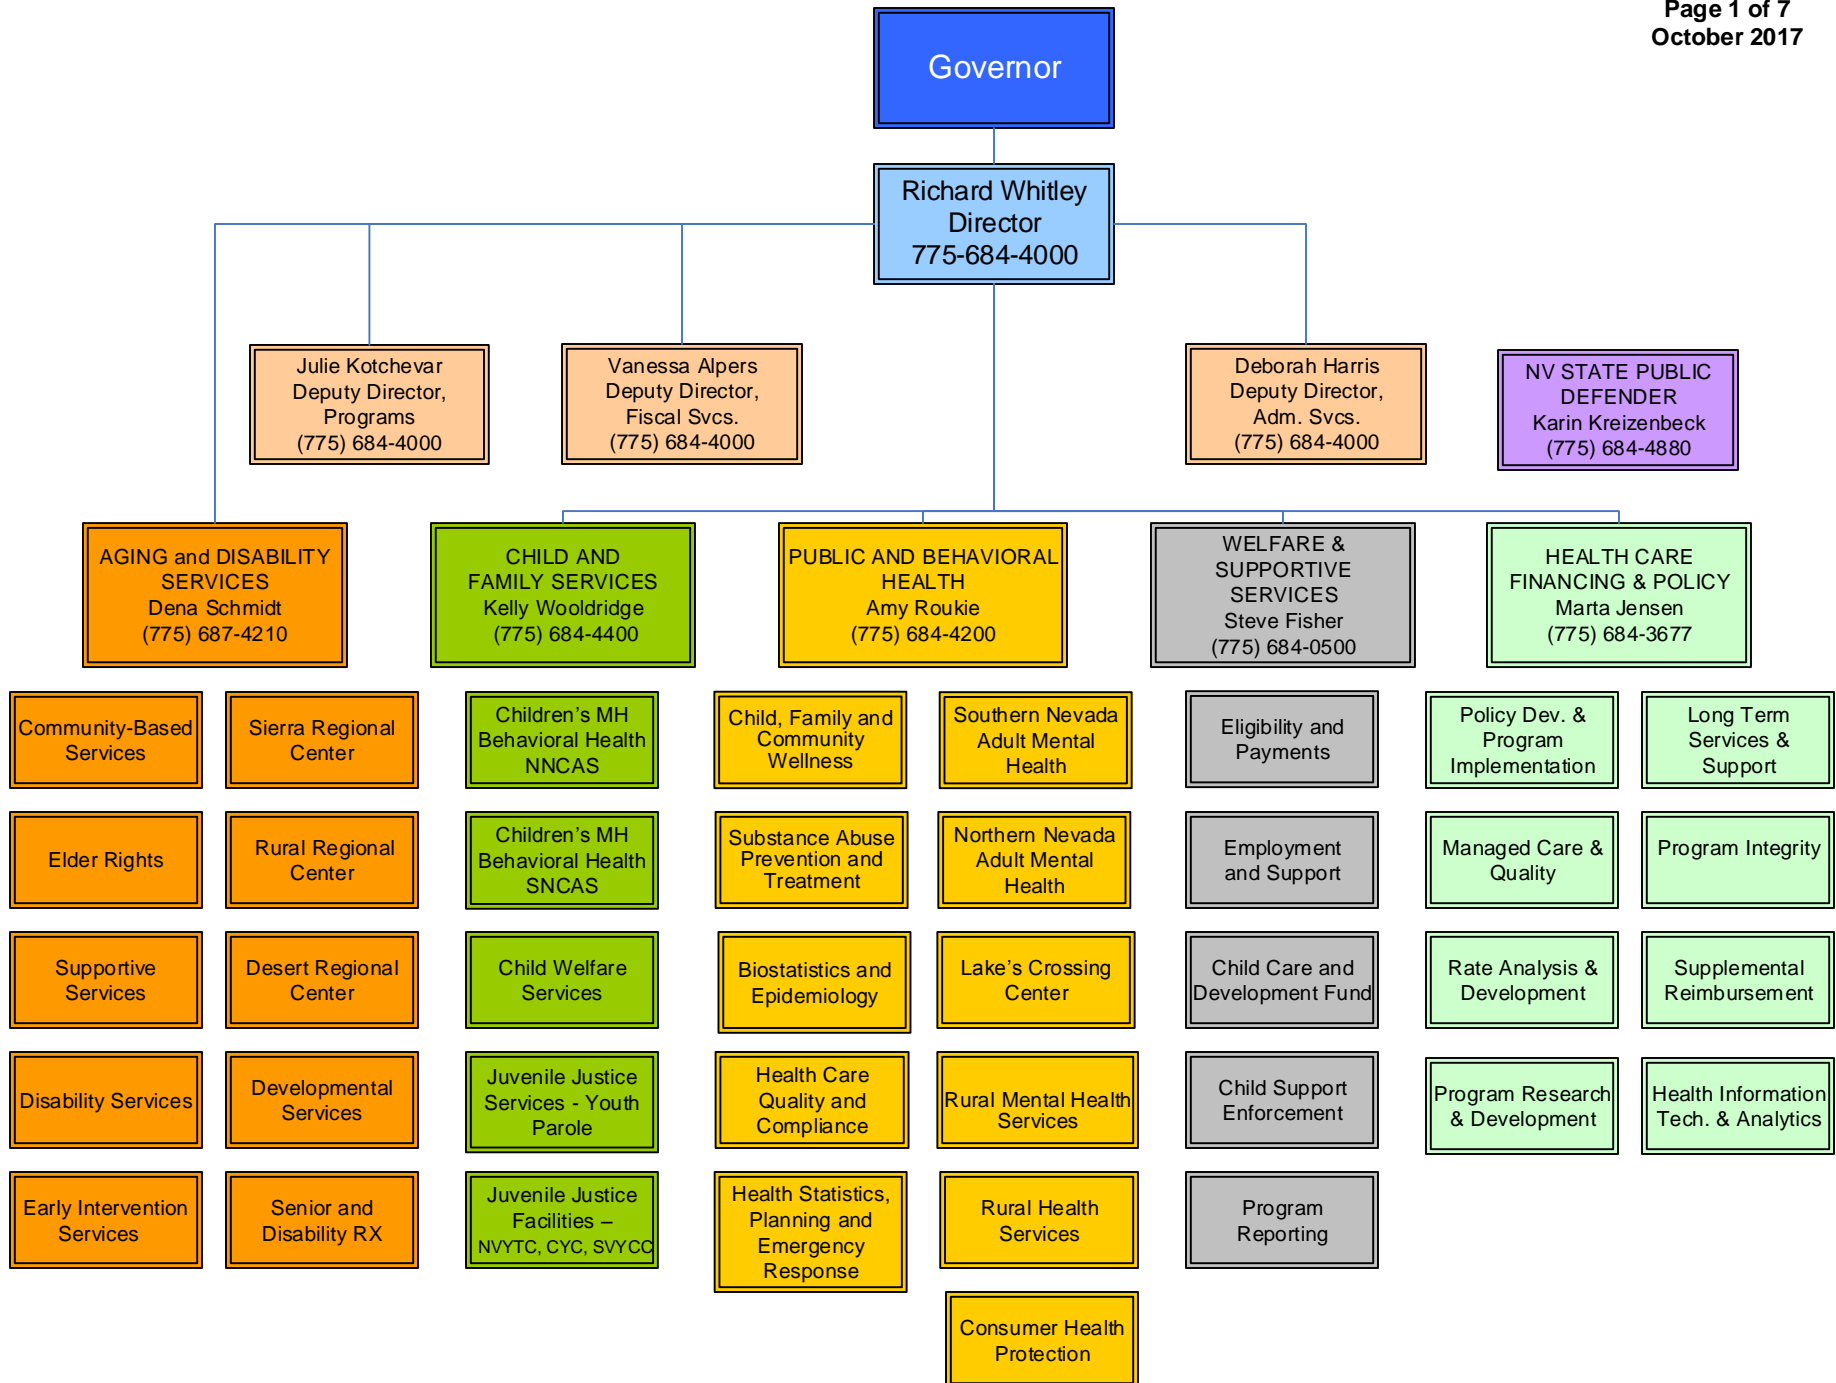 Page 1 of 7
October 2017
Governor
Richard Whitley
Director
775-684-4000
Julie Kotchevar
Deputy Director,
Programs
(775) 684-4000
Vanessa Alpers
Deputy Director,
Fiscal Svcs.
(775) 684-4000
Deborah Harris
Deputy Director,
Adm. Svcs.
(775) 684-4000
NV STATE PUBLIC
DEFENDER
Karin Kreizenbeck
(775) 684-4880
AGING and DISABILITY
SERVICES
Dena Schmidt
(775) 687-4210
CHILD AND
FAMILY SERVICES
Kelly Wooldridge
(775) 684-4400
PUBLIC AND BEHAVIORAL
HEALTH
Amy Roukie
(775) 684-4200
WELFARE &
SUPPORTIVE
SERVICES
Steve Fisher
(775) 684-0500
HEALTH CARE
FINANCING & POLICY
Marta Jensen
(775) 684-3677
Community-Based
Services
Sierra Regional
Center
Children’s MH
Behavioral Health
NNCAS
Child, Family and
Community
Wellness
Southern Nevada
Adult Mental
Health
Eligibility and
Payments
Policy Dev. &
Program
Implementation
Long Term
Services &
Support
Elder Rights
Rural Regional
Center
Children’s MH
Behavioral Health
SNCAS
Substance Abuse
Prevention and
Treatment
Northern Nevada
Adult Mental
Health
Employment
and Support
Managed Care &
Quality
Program Integrity
Supportive
Services
Desert Regional
Center
Child Welfare
Services
Biostatistics and
Epidemiology
Lake’s Crossing
Center
Child Care and
Development Fund
Rate Analysis &
Development
Supplemental
Reimbursement
Disability Services
Developmental
Services
Juvenile Justice
Services - Youth
Parole
Health Care
Quality and
Compliance
Rural Mental Health
Services
Child Support
Enforcement
Program Research
& Development
Health Information
Tech. & Analytics
Early Intervention
Services
Senior and
Disability RX
Juvenile Justice
Facilities –
NVYTC, CYC, SVYCC
Health Statistics,
Planning and
Emergency
Response
Rural Health
Services
Program
Reporting
Consumer Health
Protection